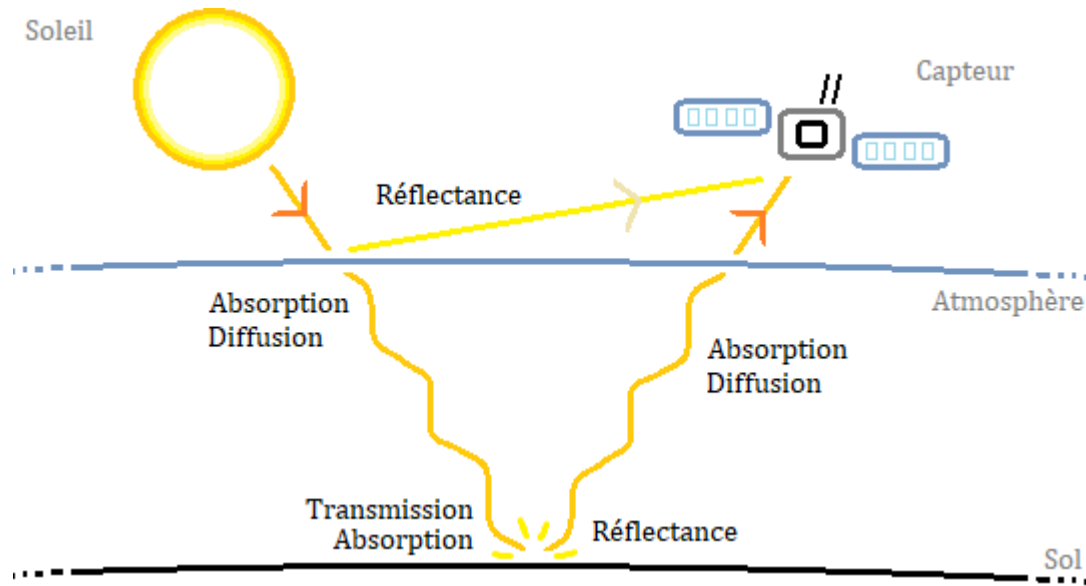 Soleil
Capteur
Réflectance
Absorption
Diffusion
Atmosphère
Absorption
Diffusion
Transmission
Absorption
Réflectance
Sol